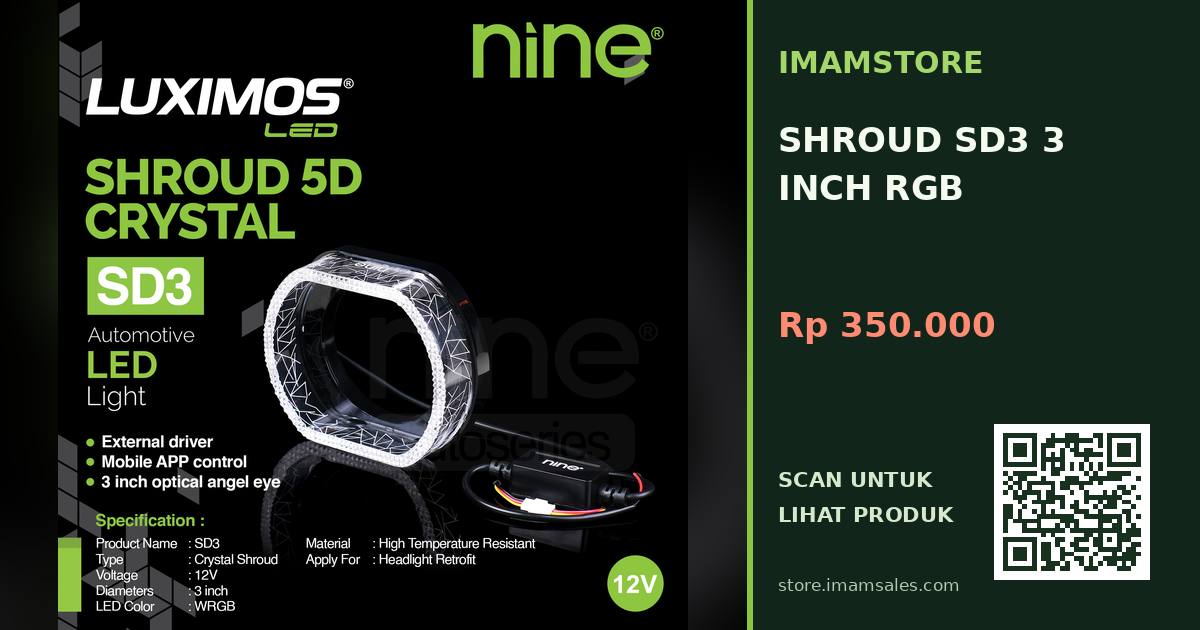 nine®
LUXIMOS®
LED
SHROUD 5D
CRYSTAL
SD3
Automotive
LED
Light
• External driver
• Mobile APP control
• 3 inch optical angel eye
Specification :
Product Name : SD3
Type : Crystal Shroud
Voltage : 12V
Diameters : 3 inch
LED Color : WRGB
Material : High Temperature Resistant
Apply For : Headlight Retrofit
nine®
autoseries
nine®
12V
IMAMSTORE
SHROUD SD3 3
INCH RGB
Rp 350.000
SCAN UNTUK
LIHAT PRODUK
store.imamsales.com